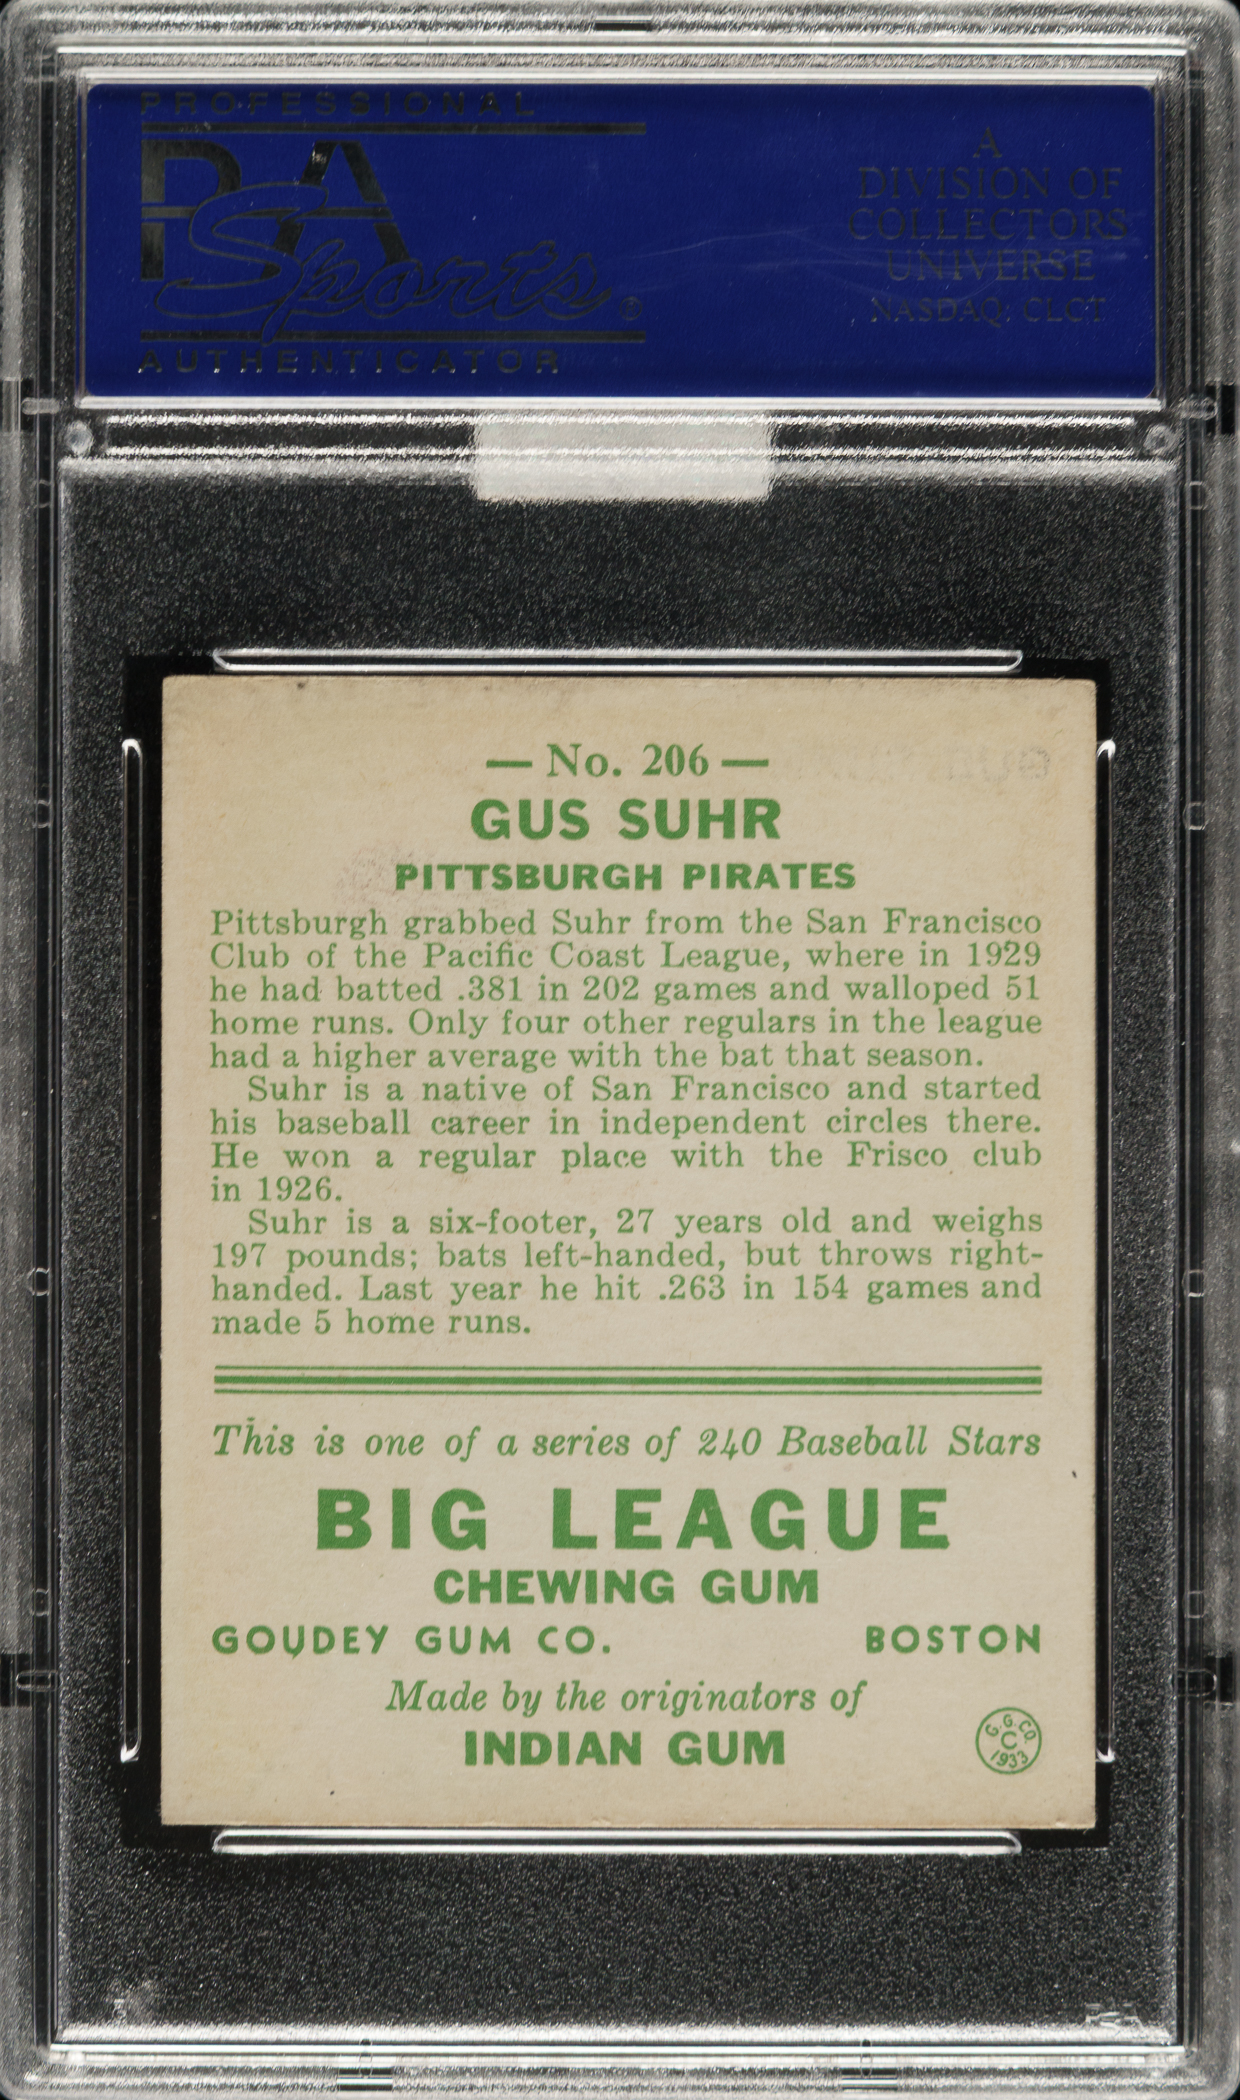 PROFESSIONAL
PSA
Sports®
AUTHENTICATOR
A
DIVISION OF
COLLECTORS
UNIVERSE
NASDAQ: CLCT
— No. 206 —
GUS SUHR
PITTSBURGH PIRATES
Pittsburgh grabbed Suhr from the San Francisco
Club of the Pacific Coast League, where in 1929
he had batted .381 in 202 games and walloped 51
home runs. Only four other regulars in the league
had a higher average with the bat that season.
Suhr is a native of San Francisco and started
his baseball career in independent circles there.
He won a regular place with the Frisco club
in 1926.
Suhr is a six-footer, 27 years old and weighs
197 pounds; bats left-handed, but throws right-
handed. Last year he hit .263 in 154 games and
made 5 home runs.
This is one of a series of 240 Baseball Stars
BIG LEAGUE
CHEWING GUM
GOUDEY GUM CO. BOSTON
Made by the originators of
INDIAN GUM
G.G.CO.
C
1933